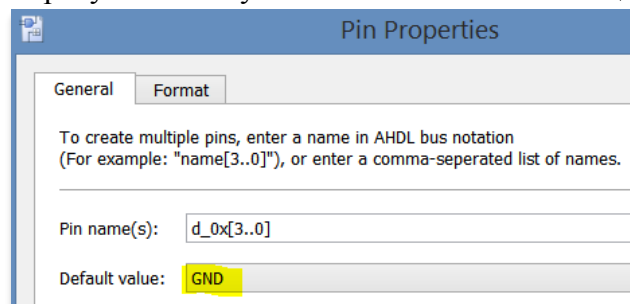 Pin Properties
General Format
To create multiple pins, enter a name in AHDL bus notation
(For example: "name[3..0]"), or enter a comma-seperated list of names.
Pin name(s): d_0x[3..0]
Default value: GND